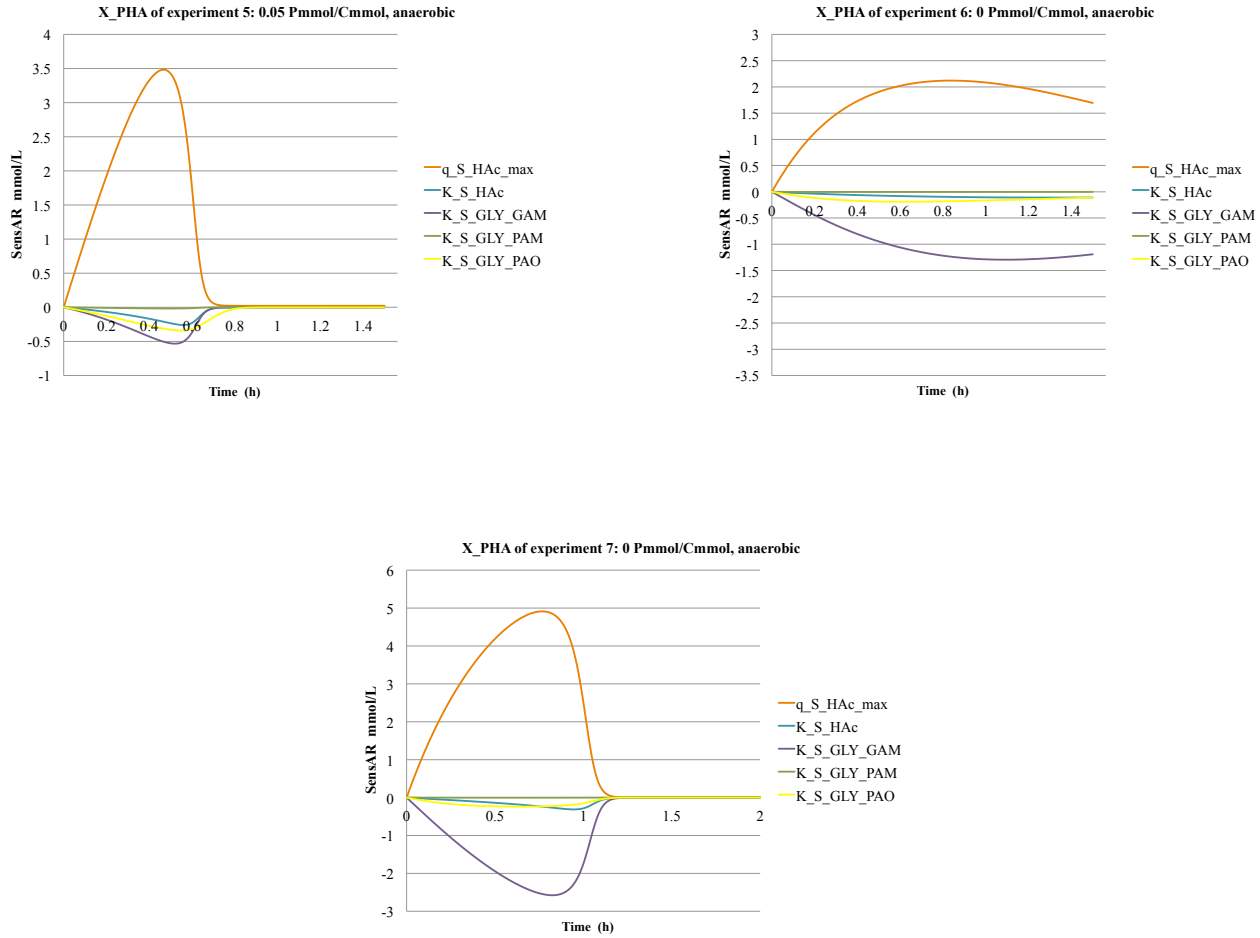 X_PHA of experiment 5: 0.05 Pmmol/Cmmol, anaerobic
SensAR mmol/L
4
3.5
3
2.5
2
1.5
1
0.5
0
-0.5
-1
0 0.2 0.4 0.6 0.8 1 1.2 1.4
Time (h)
q_S_HAc_max
K_S_HAc
K_S_GLY_GAM
K_S_GLY_PAM
K_S_GLY_PAO
X_PHA of experiment 6: 0 Pmmol/Cmmol, anaerobic
SensAR mmol/L
3
2.5
2
1.5
1
0.5
0
-0.5
-1
-1.5
-2
-2.5
-3
-3.5
0 0.2 0.4 0.6 0.8 1 1.2 1.4
Time (h)
q_S_HAc_max
K_S_HAc
K_S_GLY_GAM
K_S_GLY_PAM
K_S_GLY_PAO
X_PHA of experiment 7: 0 Pmmol/Cmmol, anaerobic
SensAR mmol/L
6
5
4
3
2
1
0
-1
-2
-3
0 0.5 1 1.5 2
Time (h)
q_S_HAc_max
K_S_HAc
K_S_GLY_GAM
K_S_GLY_PAM
K_S_GLY_PAO